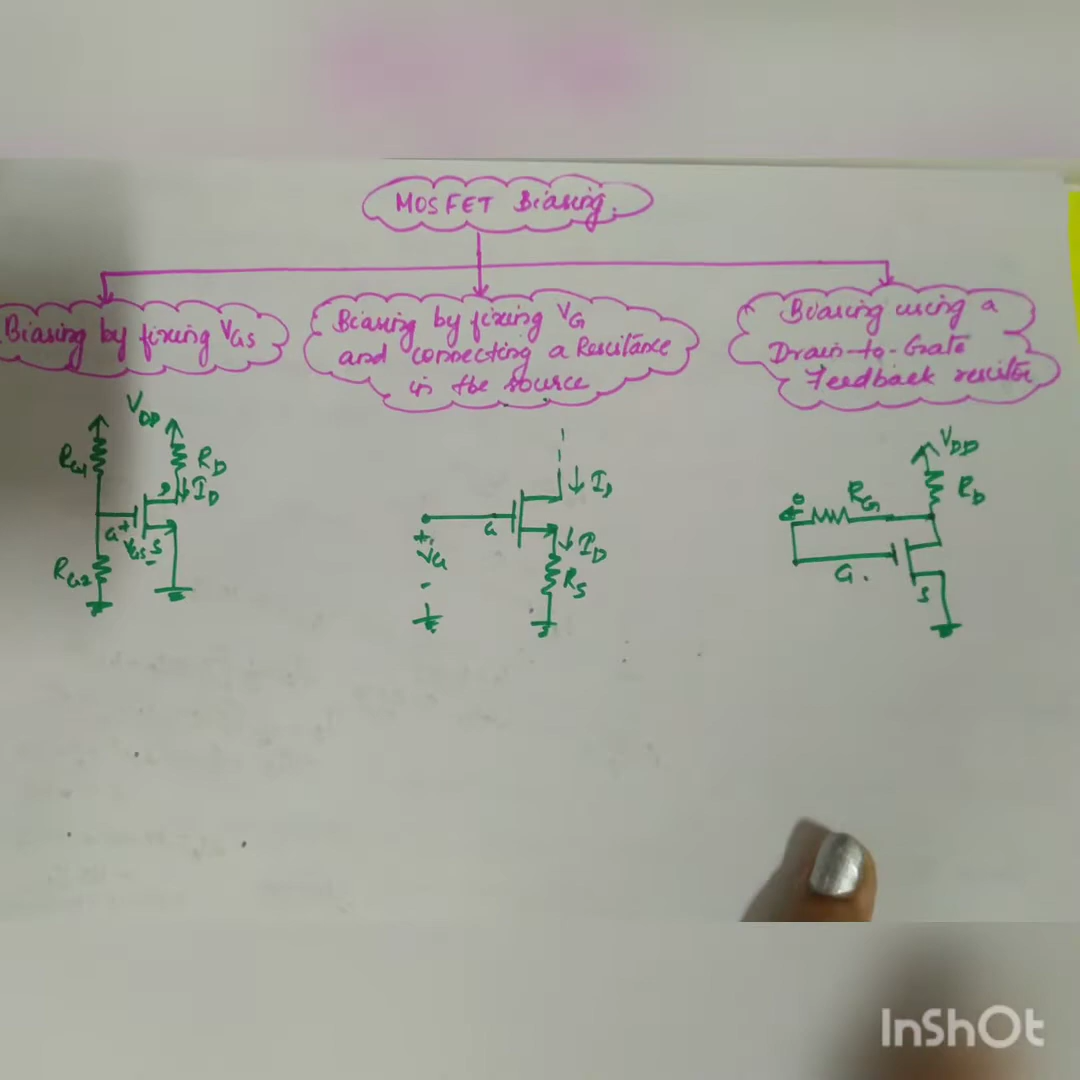 MOSFET Biasing.
Biasing by fixing VGS
Biasing by fixing VG
and connecting a Resistance
in the source
Biasing using a
Drain-to-Gate
Feedback resistor
VDD
RG1
RD
ID
G
+
VGS
-
S
RG2
ID
G
+
VG
-
ID
RS
VDD
RG
RD
G.
S
InShOt